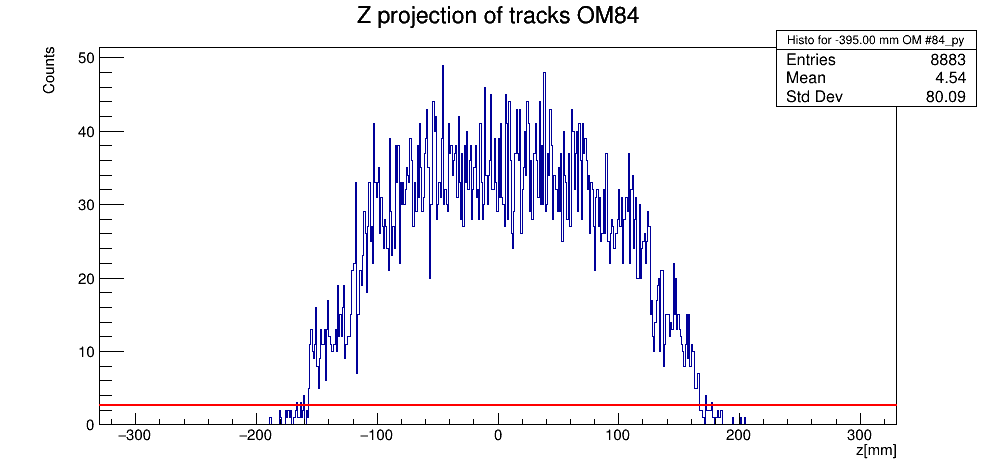 Z projection of tracks OM84
Histo for -395.00 mm OM #84_py
Entries 8883
Mean 4.54
Std Dev 80.09
Counts
50
40
30
20
10
0
−300 −200 −100 0 100 200 300
z[mm]